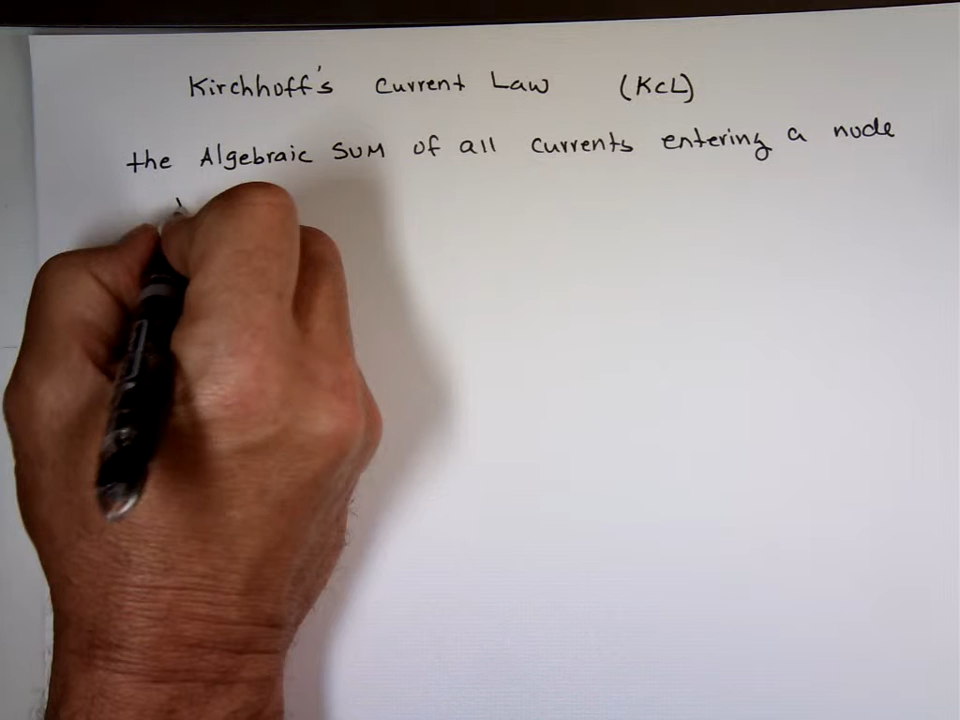 Kirchhoff's Current Law (KCL)
the Algebraic SUM of all currents entering a node